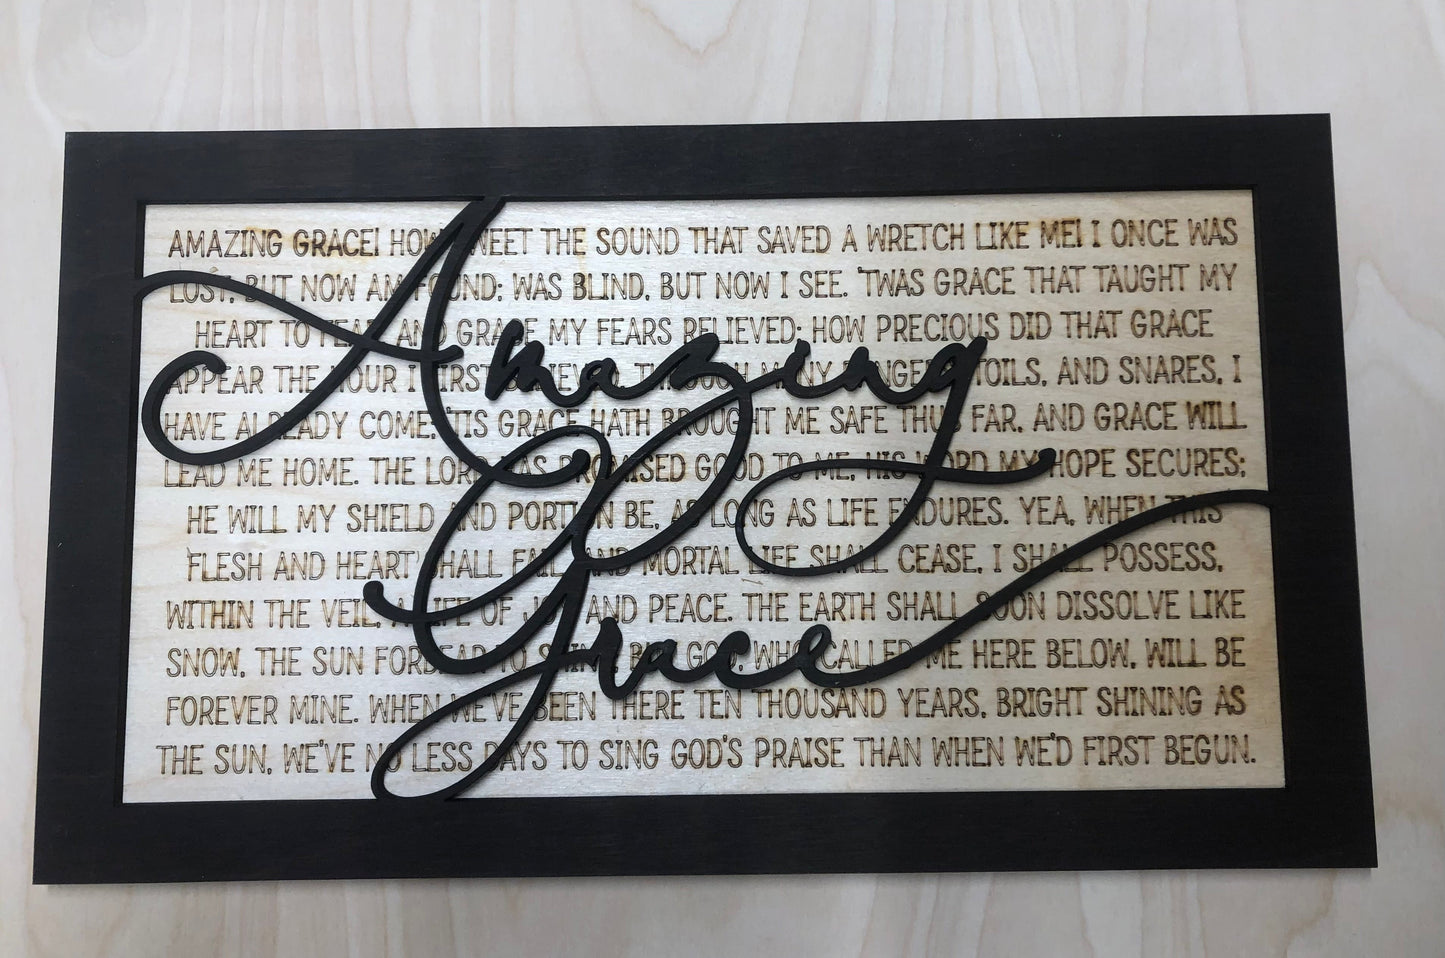 AMAZING GRACE! HOW SWEET THE SOUND THAT SAVED A WRETCH LIKE ME! I ONCE WAS
LOST, BUT NOW AM FOUND; WAS BLIND, BUT NOW I SEE. 'TWAS GRACE THAT TAUGHT MY
HEART TO FEAR, AND GRACE MY FEARS RELIEVED; HOW PRECIOUS DID THAT GRACE
APPEAR THE HOUR I FIRST BELIEVED. THROUGH MANY DANGERS, TOILS, AND SNARES, I
HAVE ALREADY COME; 'TIS GRACE HATH BROUGHT ME SAFE THUS FAR, AND GRACE WILL
LEAD ME HOME. THE LORD HAS PROMISED GOOD TO ME, HIS WORD MY HOPE SECURES;
HE WILL MY SHIELD AND PORTION BE, AS LONG AS LIFE ENDURES. YEA, WHEN THIS
FLESH AND HEART SHALL FAIL, AND MORTAL LIFE SHALL CEASE, I SHALL POSSESS,
WITHIN THE VEIL, A LIFE OF JOY AND PEACE. THE EARTH SHALL SOON DISSOLVE LIKE
SNOW, THE SUN FORBEAR TO SHINE; BUT GOD, WHO CALLED ME HERE BELOW, WILL BE
FOREVER MINE. WHEN WE'VE BEEN THERE TEN THOUSAND YEARS, BRIGHT SHINING AS
THE SUN, WE'VE NO LESS DAYS TO SING GOD'S PRAISE THAN WHEN WE'D FIRST BEGUN.
Amazing
Grace